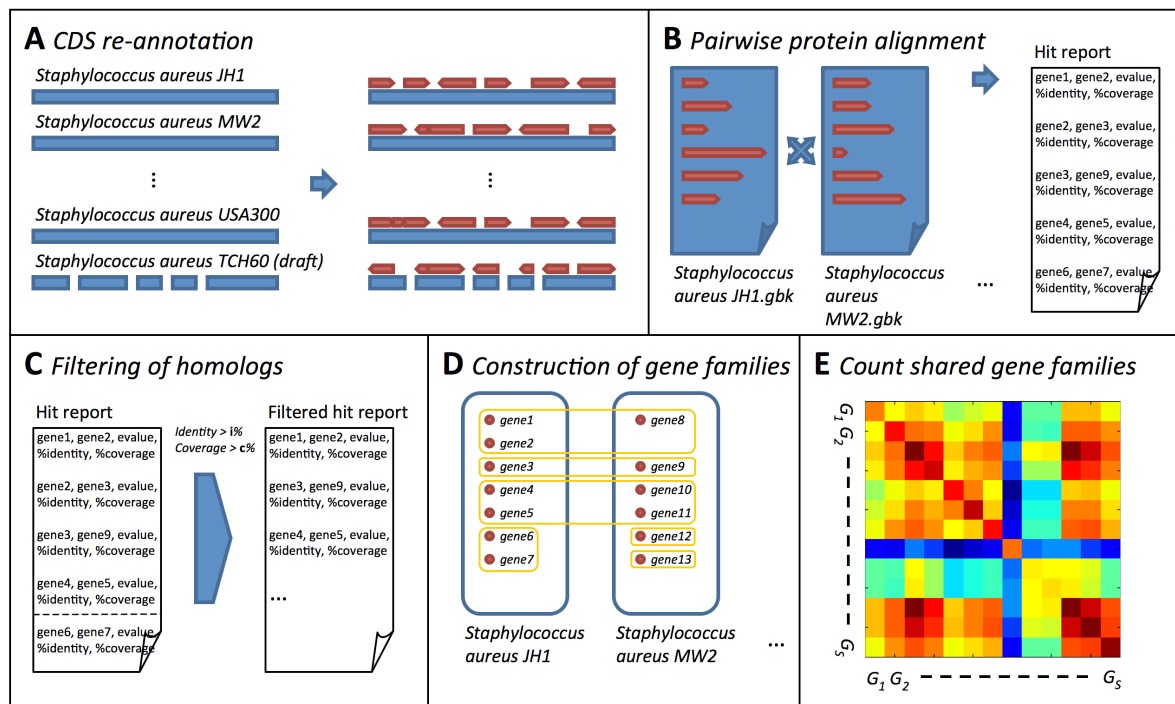 A CDS re-annotation
Staphylococcus aureus JH1
Staphylococcus aureus MW2
...
...
Staphylococcus aureus USA300
Staphylococcus aureus TCH60 (draft)
B Pairwise protein alignment
Hit report
gene1, gene2, evalue,
%identity, %coverage
gene2, gene3, evalue,
%identity, %coverage
gene3, gene9, evalue,
%identity, %coverage
gene4, gene5, evalue,
%identity, %coverage
gene6, gene7, evalue,
%identity, %coverage
Staphylococcus
aureus JH1.gbk
Staphylococcus
aureus
MW2.gbk
...
C Filtering of homologs
Hit report
gene1, gene2, evalue,
%identity, %coverage
gene2, gene3, evalue,
%identity, %coverage
gene3, gene9, evalue,
%identity, %coverage
gene4, gene5, evalue,
%identity, %coverage
gene6, gene7, evalue,
%identity, %coverage
Identity > i%
Coverage > c%
Filtered hit report
gene1, gene2, evalue,
%identity, %coverage
gene3, gene9, evalue,
%identity, %coverage
gene4, gene5, evalue,
%identity, %coverage
...
D Construction of gene families
gene1
gene2
gene3
gene4
gene5
gene6
gene7
gene8
gene9
gene10
gene11
gene12
gene13
Staphylococcus
aureus JH1
Staphylococcus
aureus MW2
...
E Count shared gene families
G1 G2 GS
G1 G2 GS